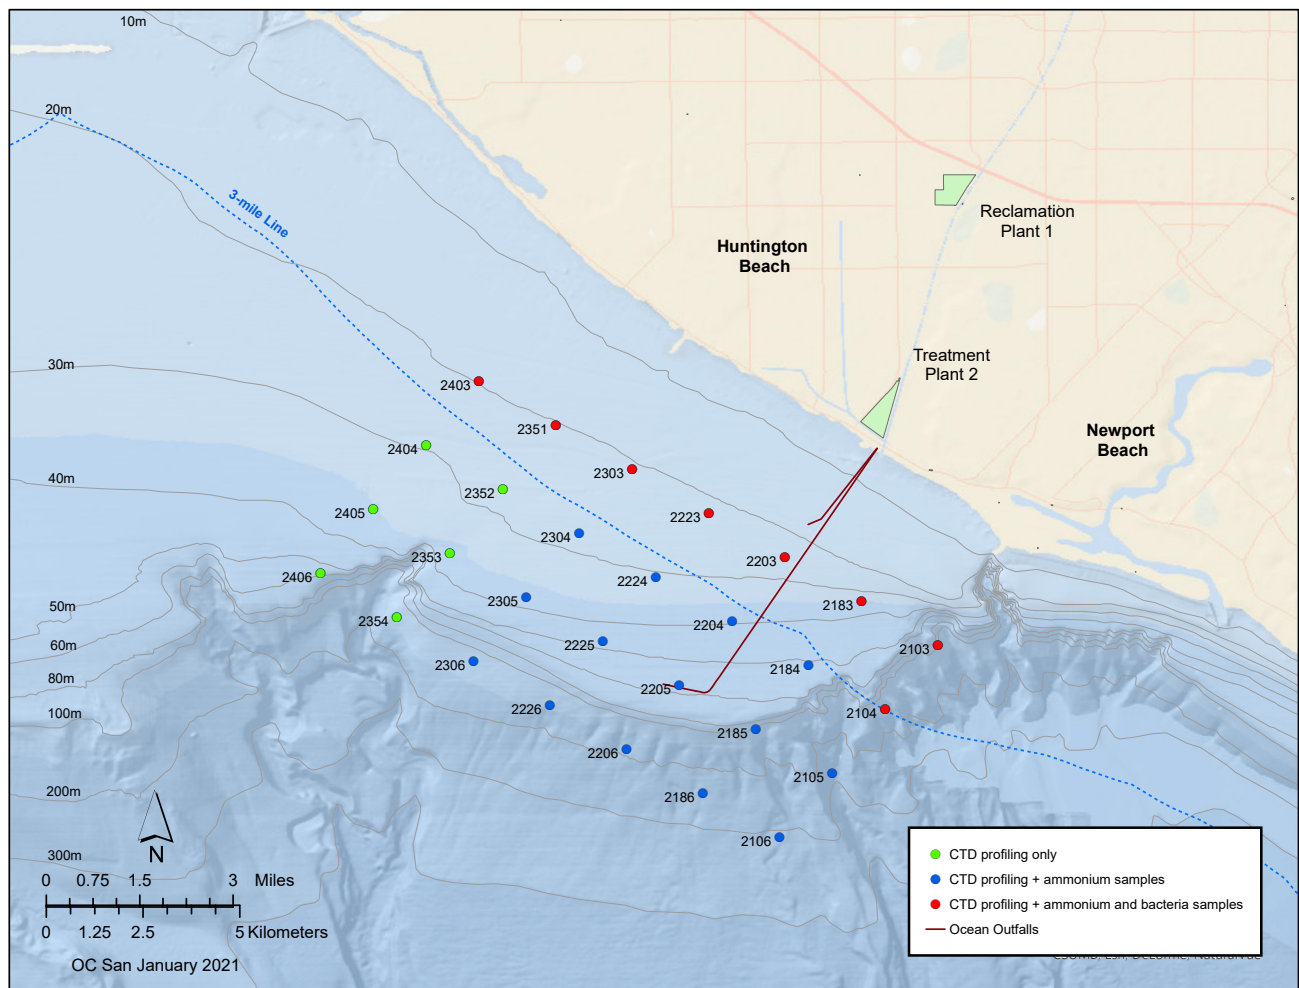 10m
20m
3-mile Line
Reclamation
Plant 1
Huntington
Beach
Treatment
Plant 2
30m
2403
2351
2404
Newport
Beach
2303
40m
2352
2405
2223
2304
2353
2203
2406
2224
2305
2183
50m
2354
2204
60m
2225
2103
2306
2184
80m
2205
100m
2226
2104
2185
2206
2105
200m
2186
2106
300m
N
0 0.75 1.5 3 Miles
0 1.25 2.5 5 Kilometers
OC San January 2021
CTD profiling only
CTD profiling + ammonium samples
CTD profiling + ammonium and bacteria samples
Ocean Outfalls